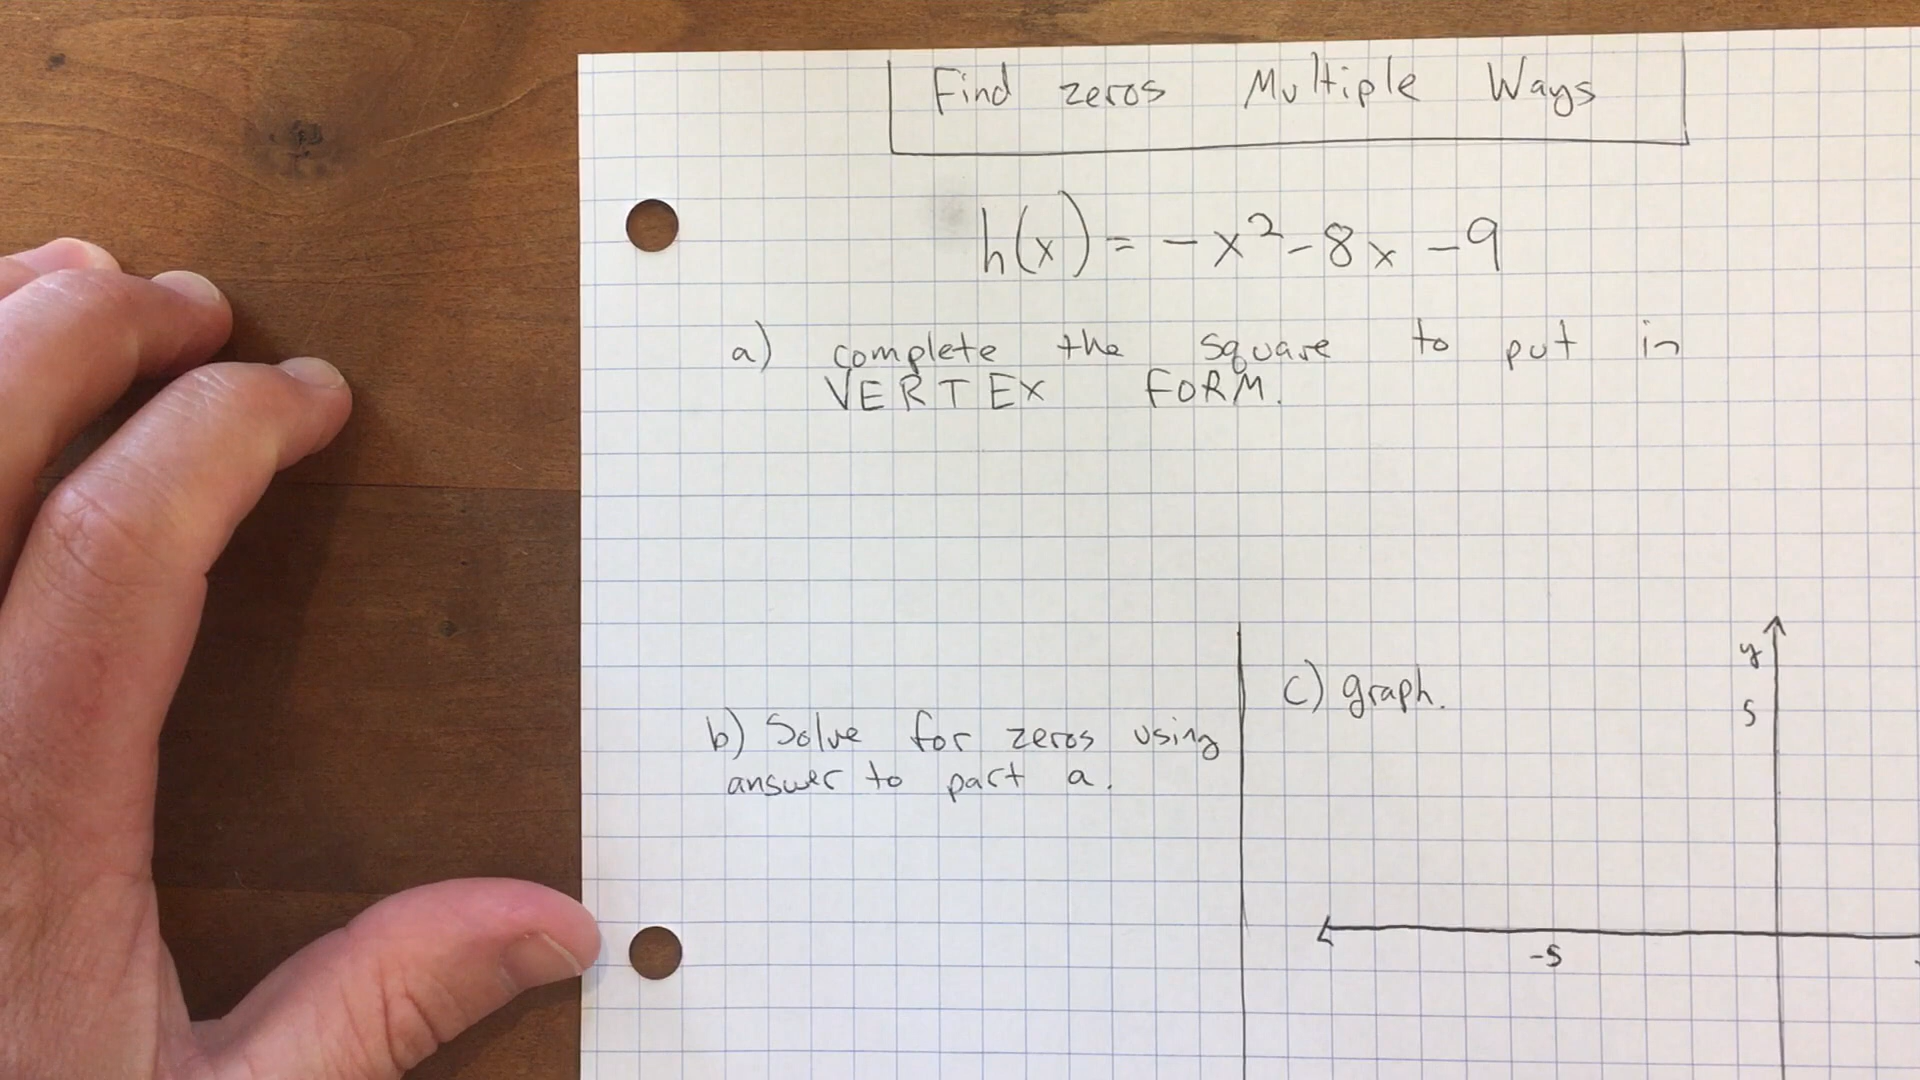 Find zeros Multiple Ways
h(x) = -x²-8x-9
a) complete the square to put in
VERTEX FORM.
b) Solve for zeros using
answer to part a.
c) graph.
y
5
-5